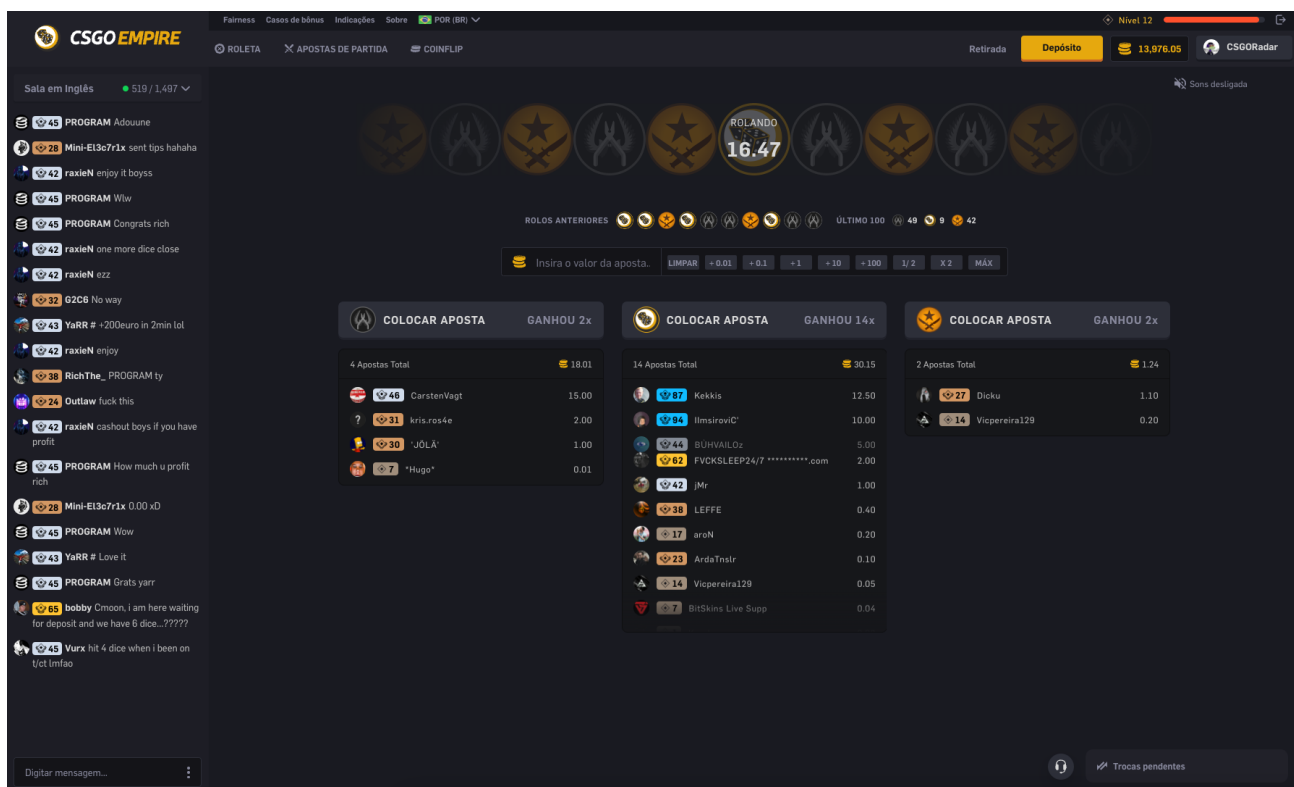 CSGOEMPIRE
Fairness Casos de bônus Indicações Sobre POR (BR)
Nível 12
ROLETA APOSTAS DE PARTIDA COINFLIP
Retirada Depósito 13,976.05 CSGORadar
Sala em Inglês 519 / 1,497
Sons desligada
45 PROGRAM Adouune
28 Mini-El3c7r1x sent tips hahaha
42 raxieN enjoy it boyss
45 PROGRAM Wlw
45 PROGRAM Congrats rich
42 raxieN one more dice close
42 raxieN ezz
32 G2C6 No way
43 YaRR # +200euro in 2min lol
42 raxieN enjoy
38 RichThe_ PROGRAM ty
24 Outlaw fuck this
42 raxieN cashout boys if you have
profit
45 PROGRAM How much u profit
rich
28 Mini-El3c7r1x 0.00 xD
45 PROGRAM Wow
43 YaRR # Love it
45 PROGRAM Grats yarr
65 bobby Cmoon, i am here waiting
for deposit and we have 6 dice...?????
45 Vurx hit 4 dice when i been on
t/ct lmfao
Digitar mensagem...
ROLANDO
16.47
ROLOS ANTERIORES ÚLTIMO 100 49 9 42
Insira o valor da aposta. LIMPAR + 0.01 + 0.1 + 1 + 10 + 100 1/ 2 X 2 MÁX
COLOCAR APOSTA GANHOU 2x
4 Apostas Total 18.01
46 CarstenVagt 15.00
31 kris.ros4e 2.00
30 'JÖLÃ' 1.00
7 *Hugo* 0.01
COLOCAR APOSTA GANHOU 14x
14 Apostas Total 30.15
87 Kekkis 12.50
94 IlmsiroviC' 10.00
44 BUHVAILOz 5.00
62 FVCKSLEEP24/7 **********.com 2.00
42 jMr 1.00
38 LEFFE 0.40
17 aroN 0.20
23 ArdaTnslr 0.10
14 Vicpereira129 0.05
7 BitSkins Live Supp 0.04
COLOCAR APOSTA GANHOU 2x
2 Apostas Total 1.24
27 Dicku 1.10
14 Vicpereira129 0.20
Trocas pendentes